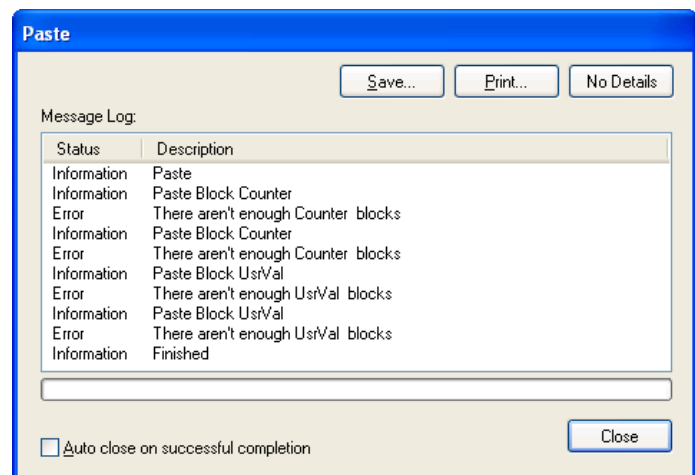 Paste
Save... Print... No Details
Message Log:
Status Description
Information Paste
Information Paste Block Counter
Error There aren't enough Counter blocks
Information Paste Block Counter
Error There aren't enough Counter blocks
Information Paste Block UsrVal
Error There aren't enough UsrVal blocks
Information Paste Block UsrVal
Error There aren't enough UsrVal blocks
Information Finished
Auto close on successful completion
Close